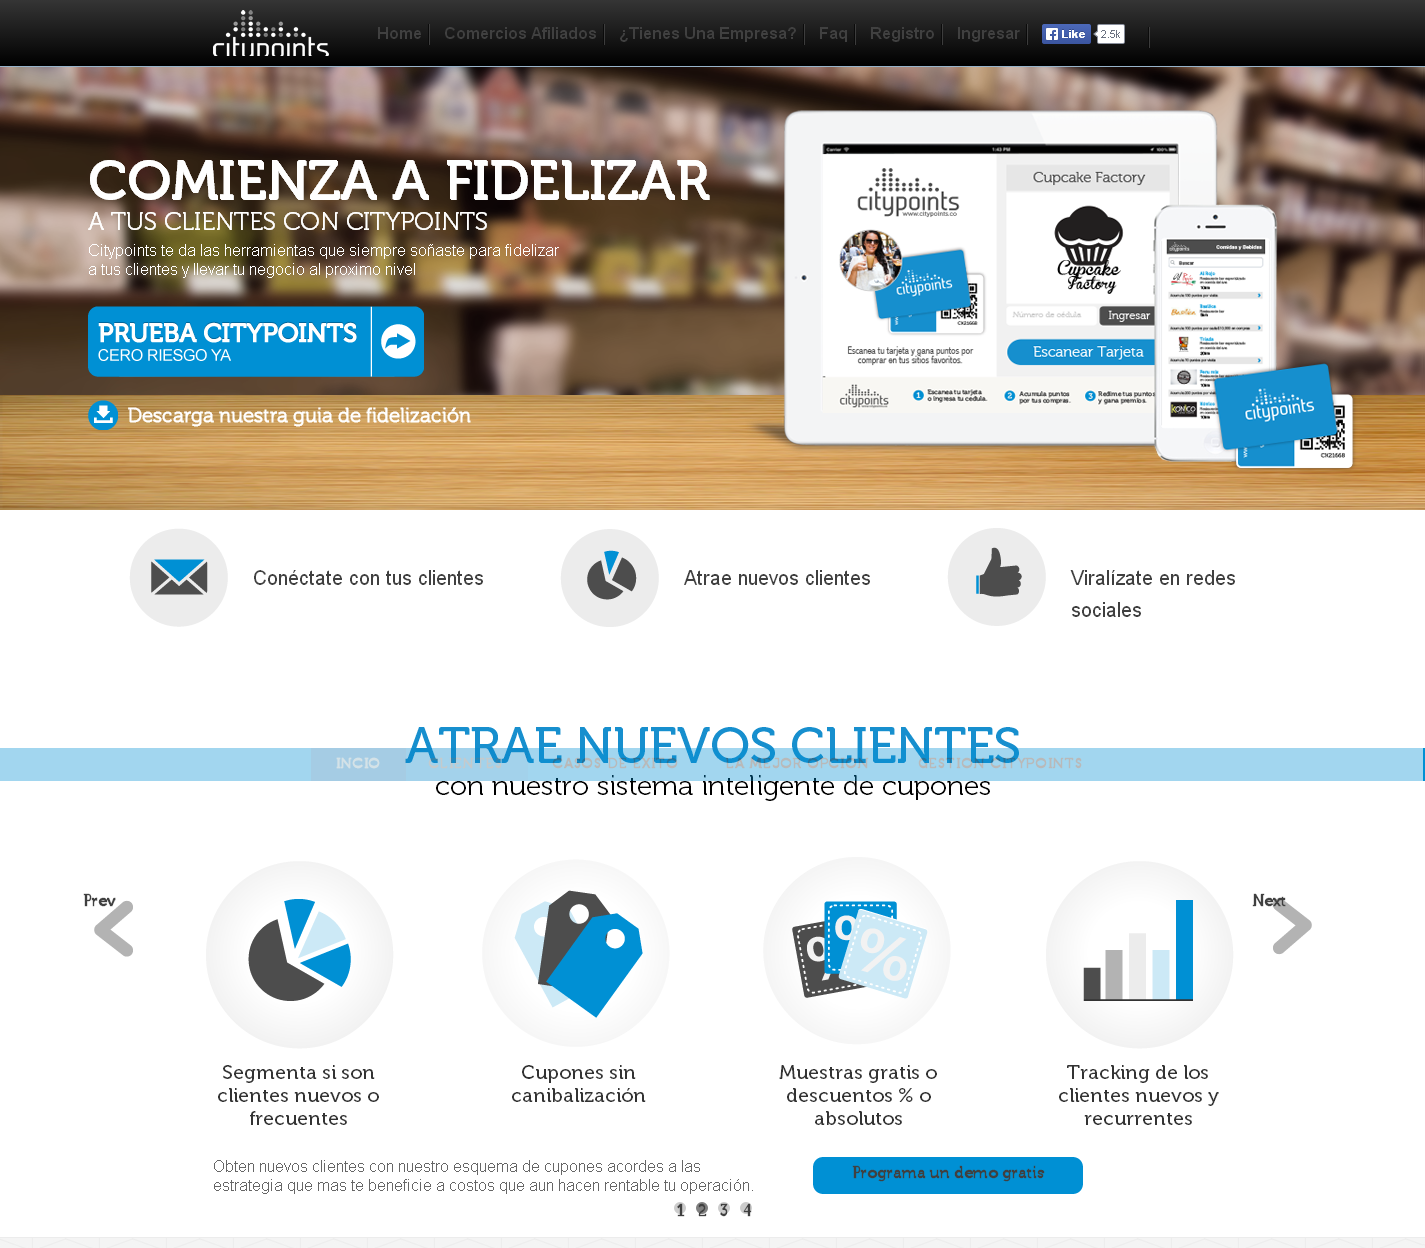 citypoints
Home Comercios Afiliados ¿Tienes Una Empresa? Faq Registro Ingresar Like 2.5k
COMIENZA A FIDELIZAR
A TUS CLIENTES CON CITYPOINTS
Citypoints te da las herramientas que siempre soñaste para fidelizar
a tus clientes y llevar tu negocio al proximo nivel
PRUEBA CITYPOINTS
CERO RIESGO YA
Descarga nuestra guia de fidelización
1:43 PM
100%
citypoints
www.citypoints.co
citypoints
CX21668
Escanea tu tarjeta y gana puntos por
comprar en tus sitios favoritos.
Cupcake Factory
Cupcake
Factory
Número de cédula
Ingresar
Escanear Tarjeta
citypoints
1 Escanea tu tarjeta
o ingresa tu cedula.
2 Acumula puntos
por tus compras.
3 Redime tus puntos
y gana premios.
citypoints
Comidas y Bebidas
Buscar
citypoints
CX21668
Conéctate con tus clientes
Atrae nuevos clientes
Viralízate en redes
sociales
ATRAE NUEVOS CLIENTES
INCIO CASOS DE EXITO LA MEJOR OPCION GESTION CITYPOINTS
con nuestro sistema inteligente de cupones
Prev
Next
% % %
Segmenta si son
clientes nuevos o
frecuentes
Cupones sin
canibalización
Muestras gratis o
descuentos % o
absolutos
Tracking de los
clientes nuevos y
recurrentes
Obten nuevos clientes con nuestro esquema de cupones acordes a las
estrategia que mas te beneficie a costos que aun hacen rentable tu operación.
Programa un demo gratis
1 2 3 4